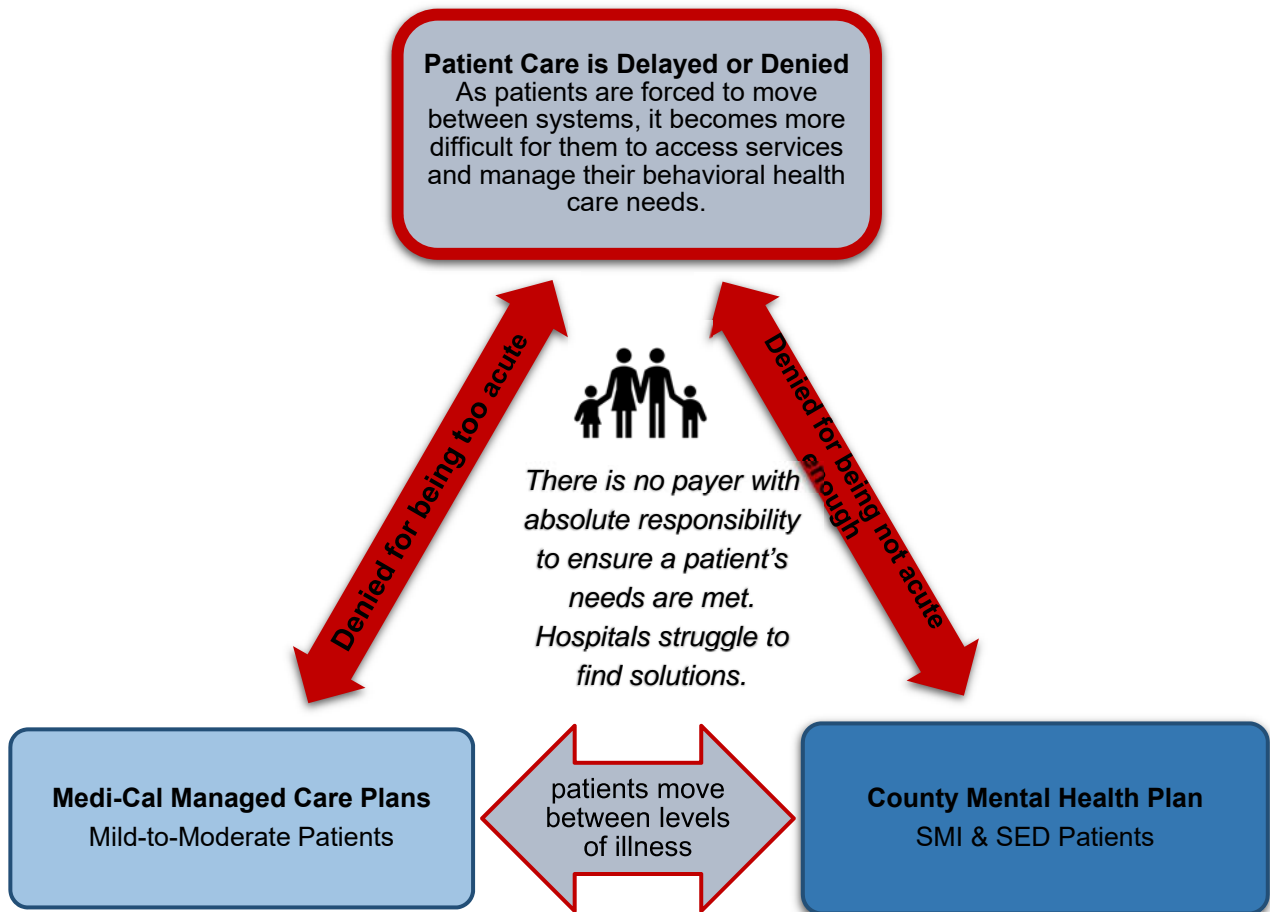 Patient Care is Delayed or Denied
As patients are forced to move
between systems, it becomes more
difficult for them to access services
and manage their behavioral health
care needs.
Denied for being too acute
Denied for being not acute
enough
There is no payer with
absolute responsibility
to ensure a patient's
needs are met.
Hospitals struggle to
find solutions.
Medi-Cal Managed Care Plans
Mild-to-Moderate Patients
patients move
between levels
of illness
County Mental Health Plan
SMI & SED Patients